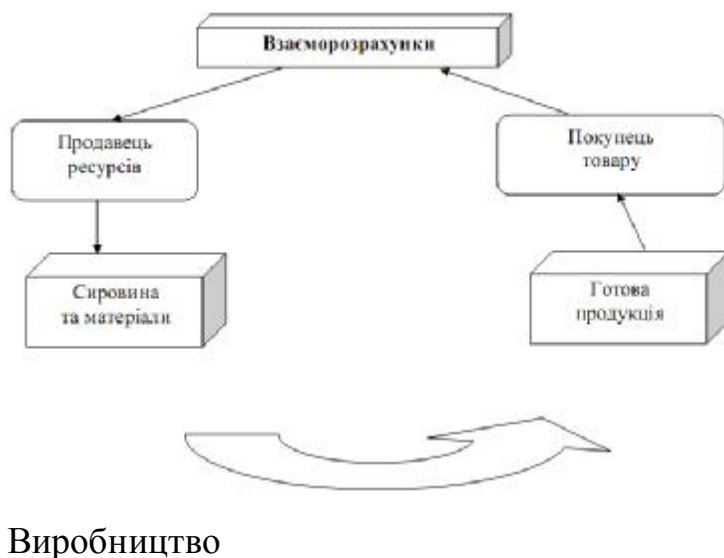 Взаєморозрахунки
Продавець
ресурсів
Покупець
товару
Сировина
та матеріали
Готова
продукція
Виробництво